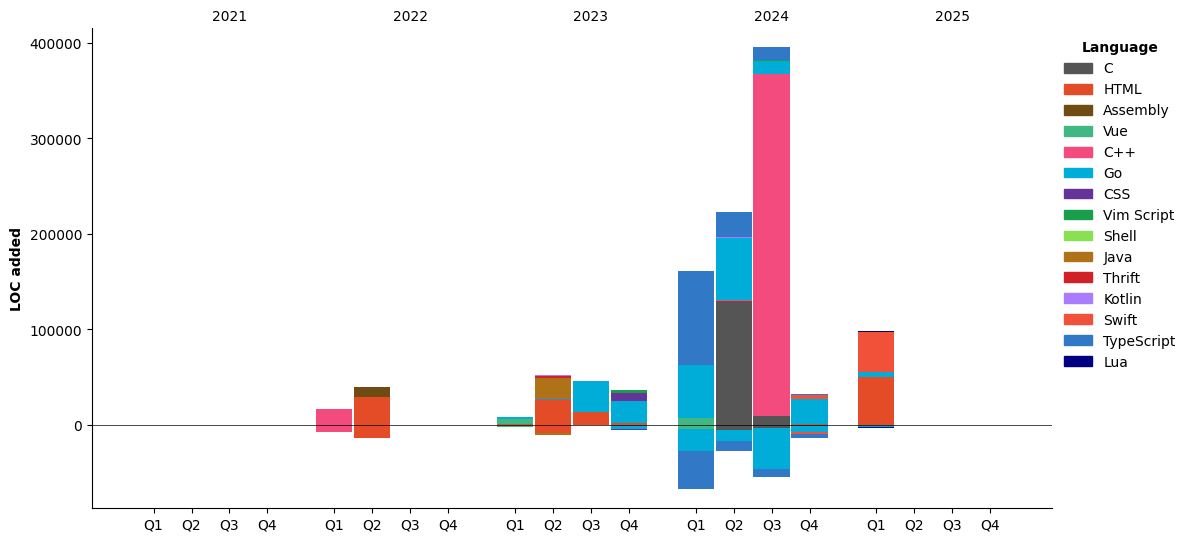 2021 2022 2023 2024 2025
400000
300000
200000
100000
0
LOC added
Q1 Q2 Q3 Q4 Q1 Q2 Q3 Q4 Q1 Q2 Q3 Q4 Q1 Q2 Q3 Q4 Q1 Q2 Q3 Q4
Language
C
HTML
Assembly
Vue
C++
Go
CSS
Vim Script
Shell
Java
Thrift
Kotlin
Swift
TypeScript
Lua